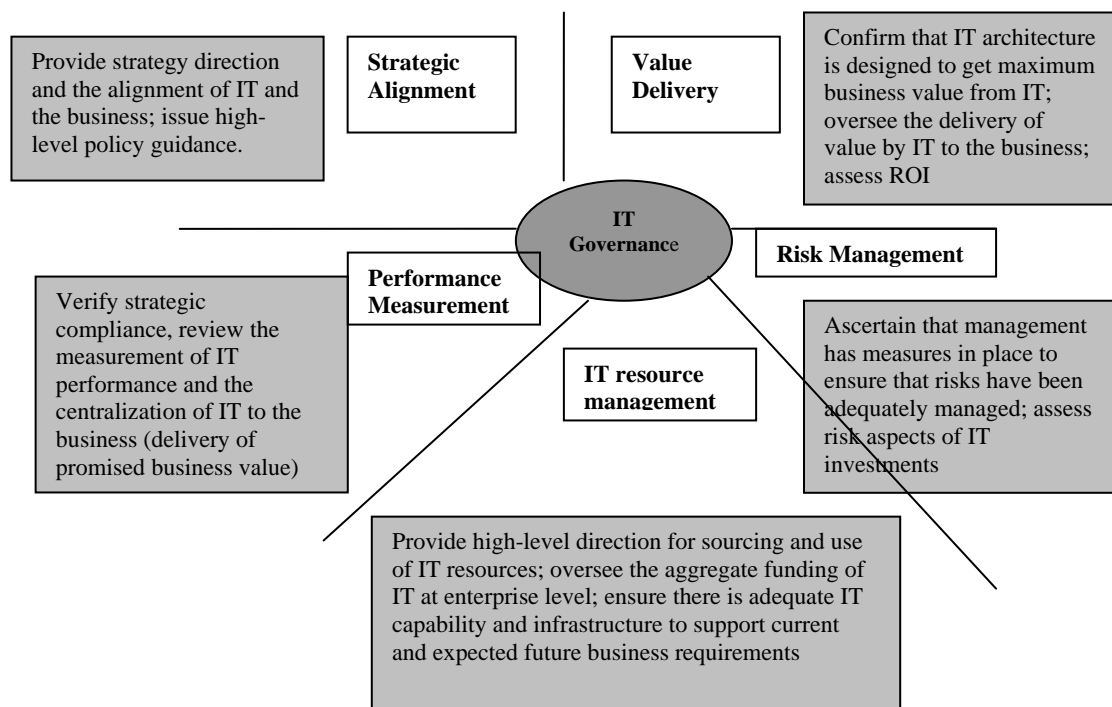 Provide strategy direction
and the alignment of IT and
the business; issue high-
level policy guidance.
Strategic
Alignment
Value
Delivery
Confirm that IT architecture
is designed to get maximum
business value from IT;
oversee the delivery of
value by IT to the business;
assess ROI
IT
Governance
Performance
Measurement
Risk Management
Verify strategic
compliance, review the
measurement of IT
performance and the
centralization of IT to the
business (delivery of
promised business value)
IT resource
management
Ascertain that management
has measures in place to
ensure that risks have been
adequately managed; assess
risk aspects of IT
investments
Provide high-level direction for sourcing and use
of IT resources; oversee the aggregate funding of
IT at enterprise level; ensure there is adequate IT
capability and infrastructure to support current
and expected future business requirements